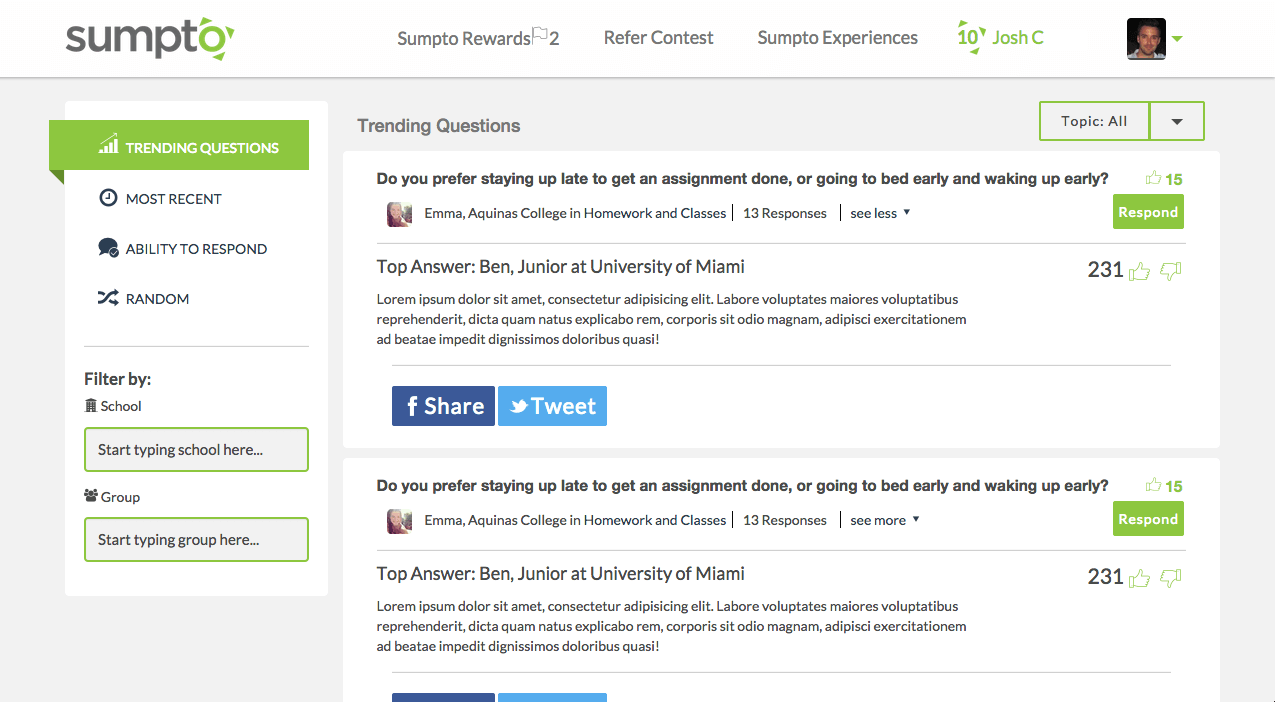 sumpto
Sumpto Rewards 2
Refer Contest
Sumpto Experiences
10 Josh C
TRENDING QUESTIONS
MOST RECENT
ABILITY TO RESPOND
RANDOM
Filter by:
School
Start typing school here...
Group
Start typing group here...
Trending Questions
Topic: All
Do you prefer staying up late to get an assignment done, or going to bed early and waking up early? 15
Emma, Aquinas College in Homework and Classes | 13 Responses | see less
Respond
Top Answer: Ben, Junior at University of Miami 231
Lorem ipsum dolor sit amet, consectetur adipisicing elit. Labore voluptates maiores voluptatibus
reprehenderit, dicta quam natus explicabo rem, corporis sit odio magnam, adipisci exercitationem
ad beatae impedit dignissimos doloribus quasi!
Share Tweet
Do you prefer staying up late to get an assignment done, or going to bed early and waking up early? 15
Emma, Aquinas College in Homework and Classes | 13 Responses | see more
Respond
Top Answer: Ben, Junior at University of Miami 231
Lorem ipsum dolor sit amet, consectetur adipisicing elit. Labore voluptates maiores voluptatibus
reprehenderit, dicta quam natus explicabo rem, corporis sit odio magnam, adipisci exercitationem
ad beatae impedit dignissimos doloribus quasi!